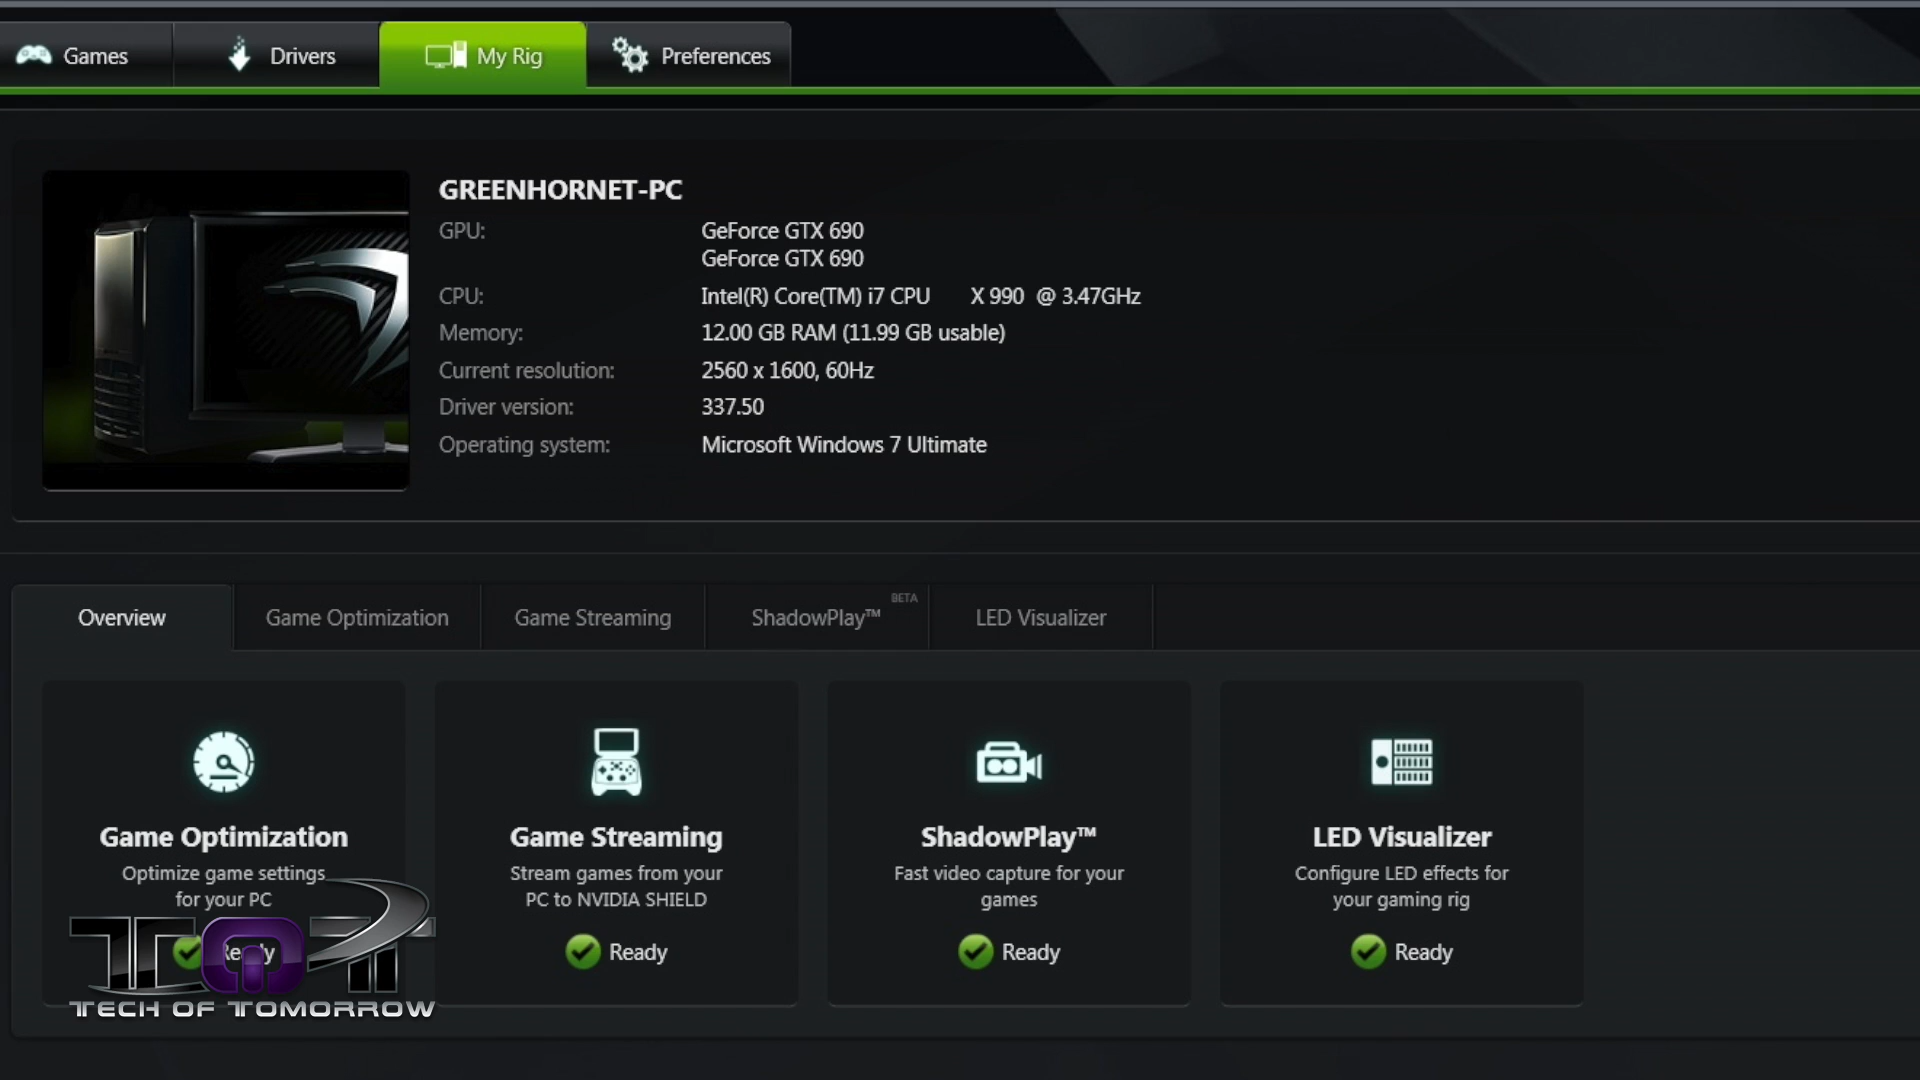 Games
Drivers
My Rig
Preferences
GREENHORNET-PC
GPU: GeForce GTX 690
GeForce GTX 690
CPU: Intel(R) Core(TM) i7 CPU X 990 @ 3.47GHz
Memory: 12.00 GB RAM (11.99 GB usable)
Current resolution: 2560 x 1600, 60Hz
Driver version: 337.50
Operating system: Microsoft Windows 7 Ultimate
Overview
Game Optimization
Game Streaming
ShadowPlay™ BETA
LED Visualizer
Game Optimization
Optimize game settings
for your PC
Ready
Game Streaming
Stream games from your
PC to NVIDIA SHIELD
Ready
ShadowPlay™
Fast video capture for your
games
Ready
LED Visualizer
Configure LED effects for
your gaming rig
Ready
TOT
TECH OF TOMORROW